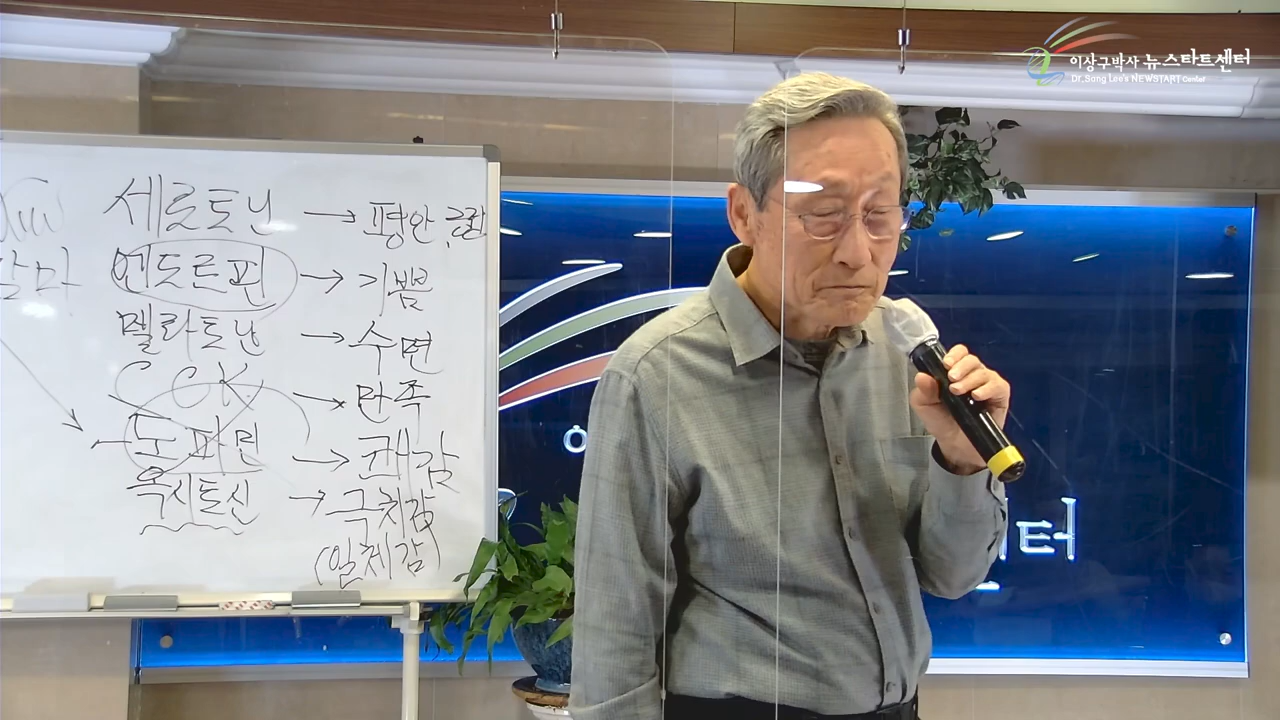 이상구박사 뉴스타트센터
Dr. Sang Lee's NEWSTART Center
세로토닌 → 평안
엔도르핀 → 기쁨
멜라토닌 → 수면
CCK → 만족
도파민 → 쾌감
옥시토신 → 극치감
(일체감)
터